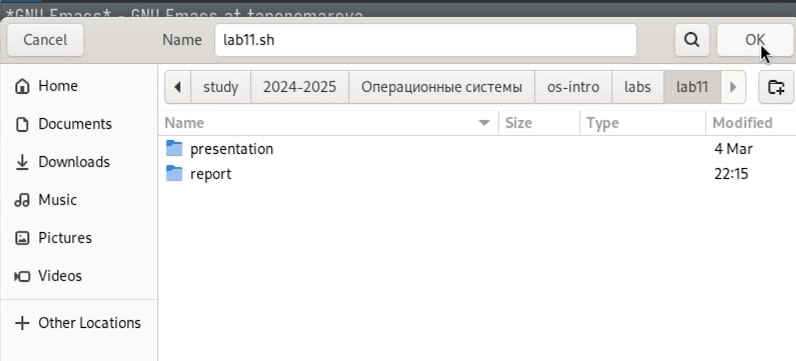 *GNU Emacs* - GNU Emacs at tanonomareva
Cancel Name lab11.sh OK
Home study 2024-2025 Операционные системы os-intro labs lab11
Documents Name Size Type Modified
presentation 4 Mar
Downloads
report 22:15
Music
Pictures
Videos
Other Locations